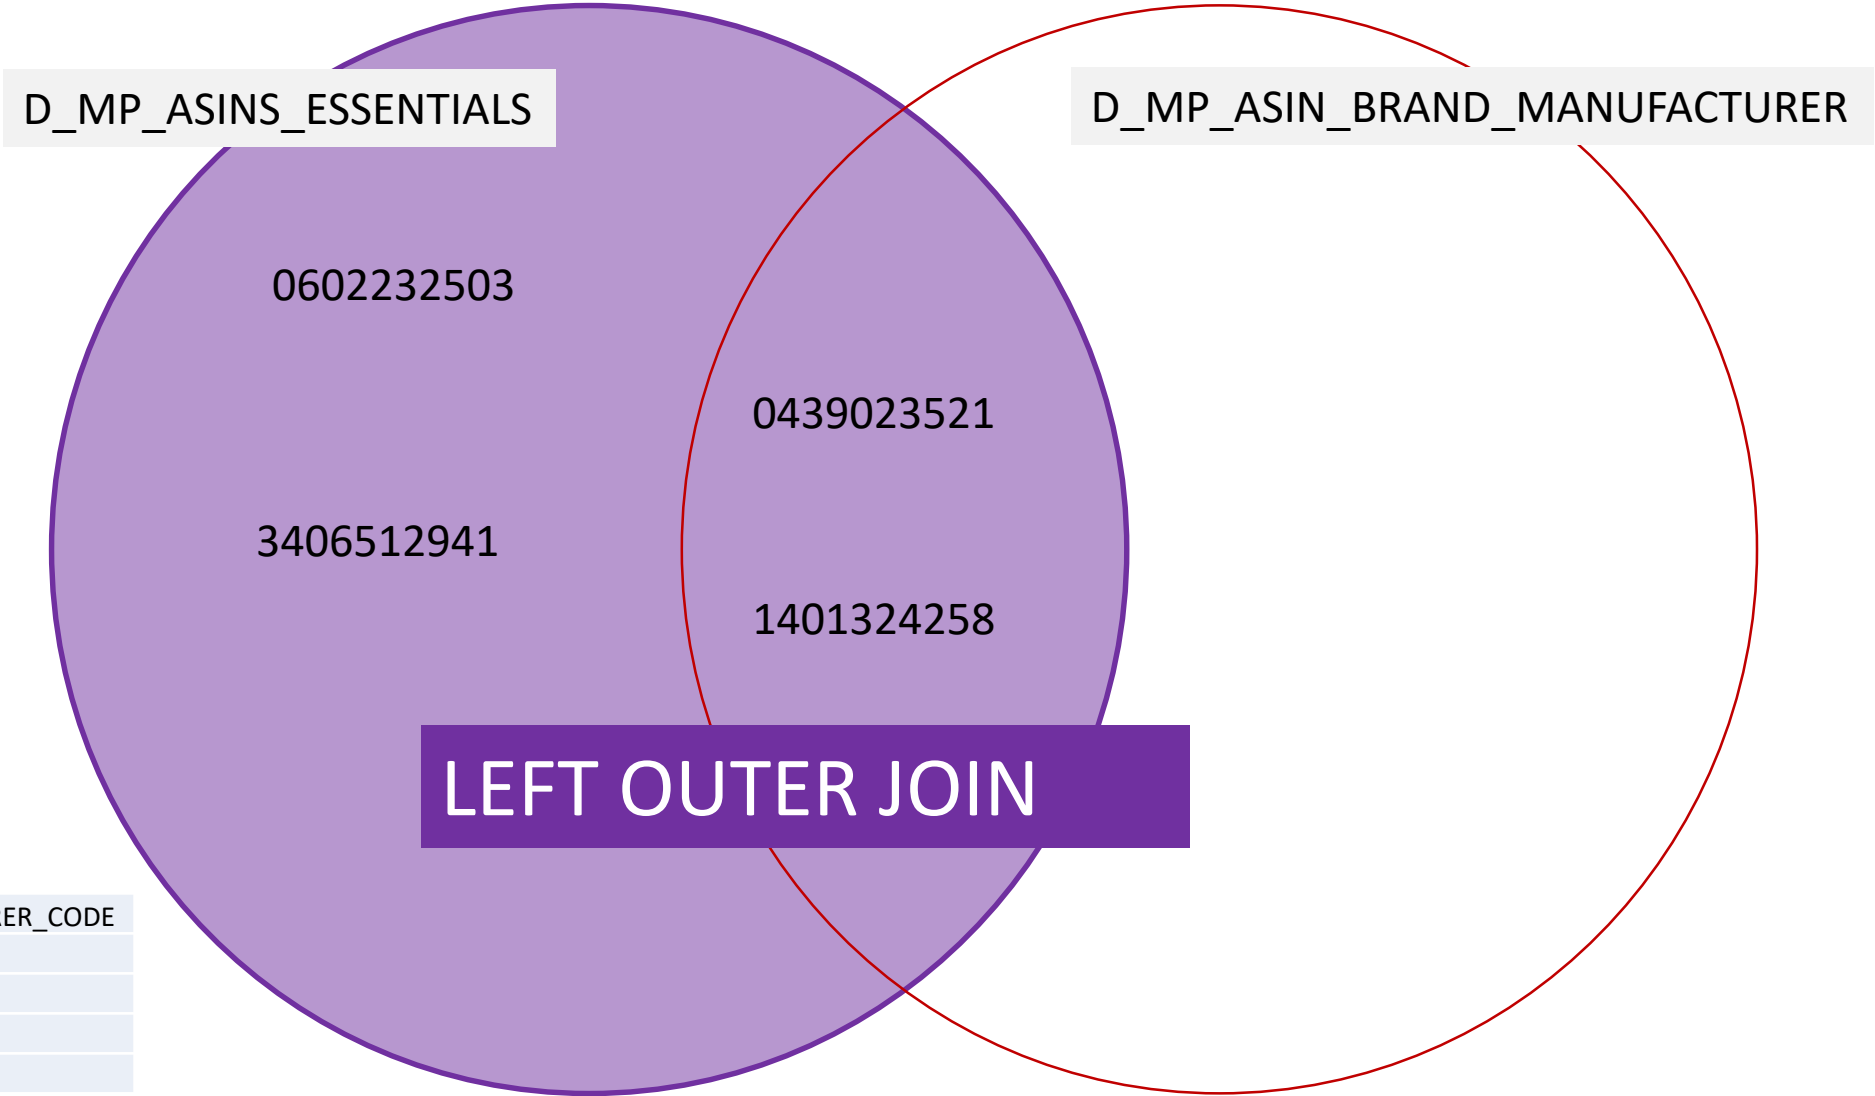 D_MP_ASINS_ESSENTIALS
D_MP_ASIN_BRAND_MANUFACTURER
0602232503
0439023521
3406512941
1401324258
LEFT OUTER JOIN
ER_CODE